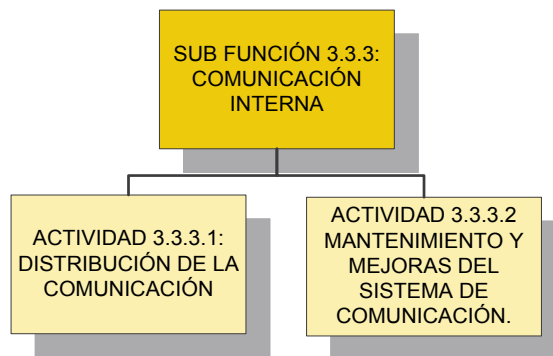 SUB FUNCIÓN 3.3.3:
COMUNICACIÓN
INTERNA
ACTIVIDAD 3.3.3.1:
DISTRIBUCIÓN DE LA
COMUNICACIÓN
ACTIVIDAD 3.3.3.2
MANTENIMIENTO Y
MEJORAS DEL
SISTEMA DE
COMUNICACIÓN.